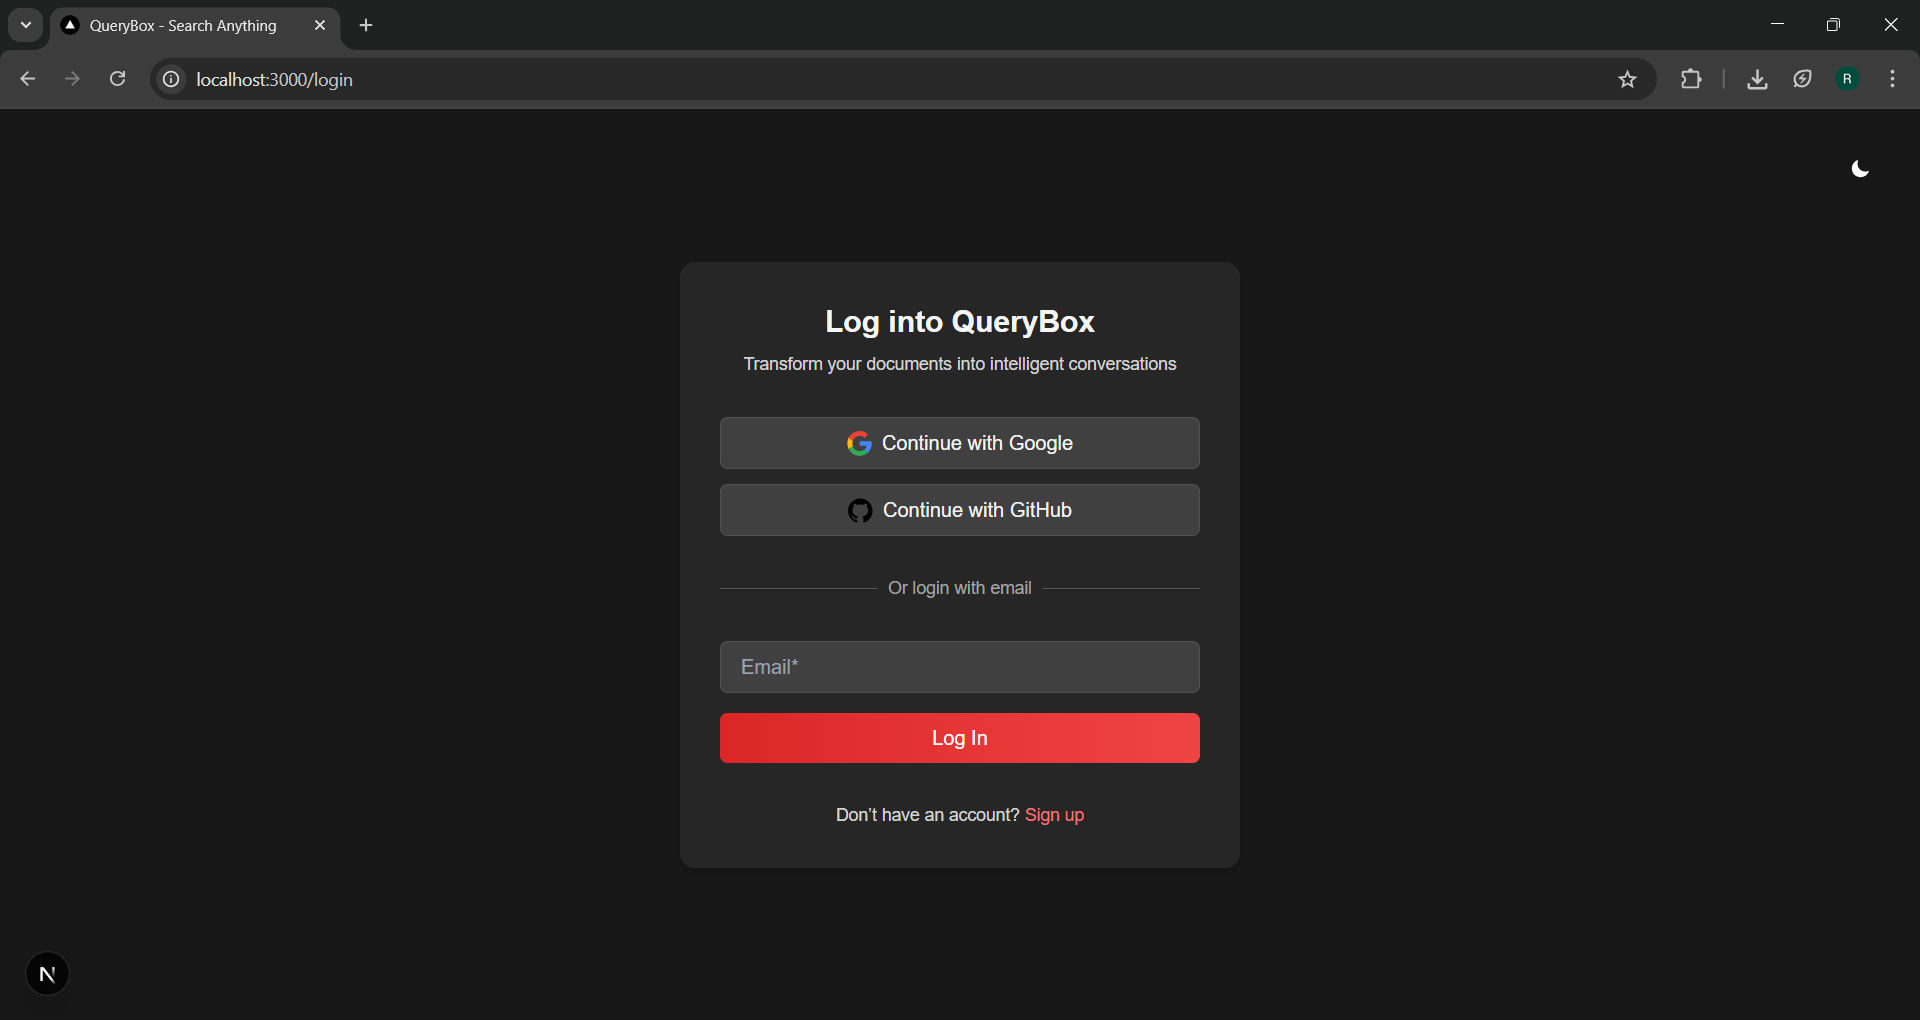 QueryBox - Search Anything
localhost:3000/login
R
Log into QueryBox
Transform your documents into intelligent conversations
Continue with Google
Continue with GitHub
Or login with email
Email*
Log In
Don't have an account? Sign up
N